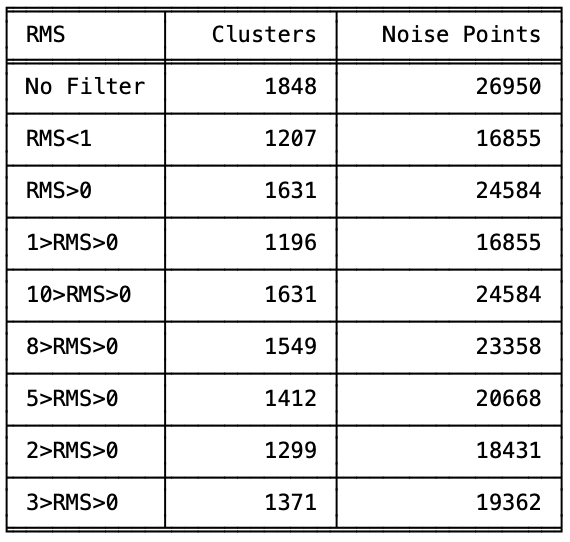 RMS Clusters Noise Points
No Filter 1848 26950
RMS<1 1207 16855
RMS>0 1631 24584
1>RMS>0 1196 16855
10>RMS>0 1631 24584
8>RMS>0 1549 23358
5>RMS>0 1412 20668
2>RMS>0 1299 18431
3>RMS>0 1371 19362